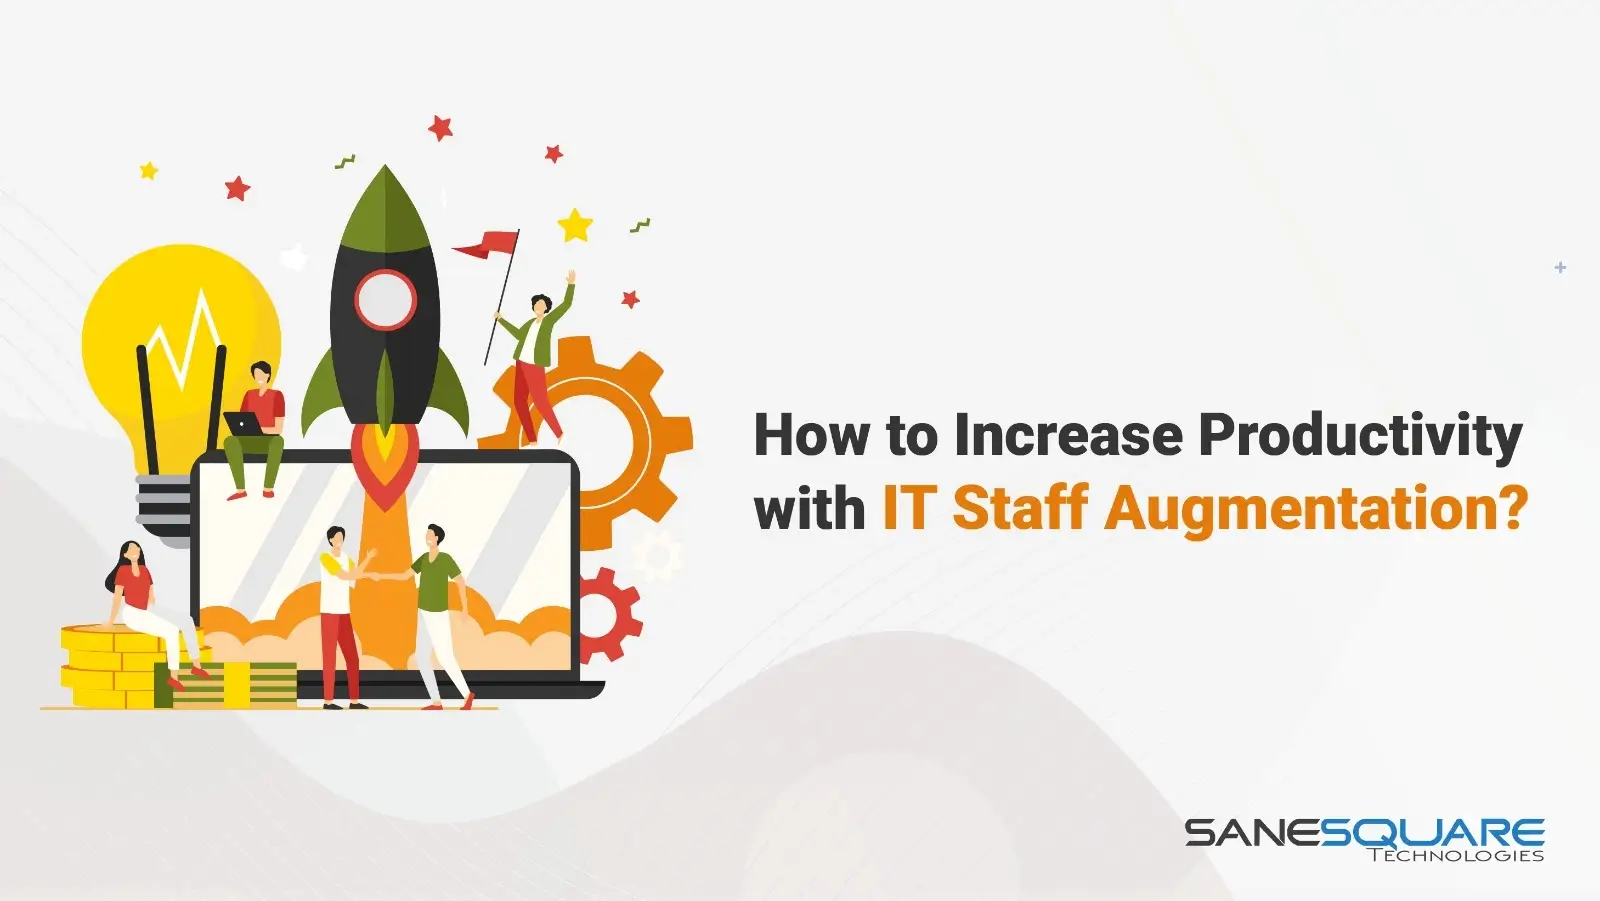 How to Increase Productivity
with IT Staff Augmentation?
SANESQUARE
TECHNOLOGIES